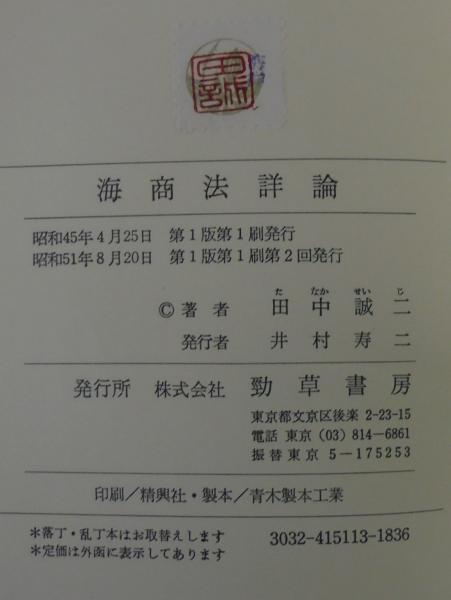 海商法詳論
昭和45年4月25日 第1版第1刷発行
昭和51年8月20日 第1版第1刷第2回発行
た なか せい じ
©著者 田中誠二
発行者 井村寿二
発行所 株式会社 勁草書房
東京都文京区後楽 2-23-15
電話 東京 (03) 814-6861
振替東京 5-175253
印刷/精興社・製本/青木製本工業
*落丁・乱丁本はお取替えします
*定価は外函に表示してあります
3032-415113-1836